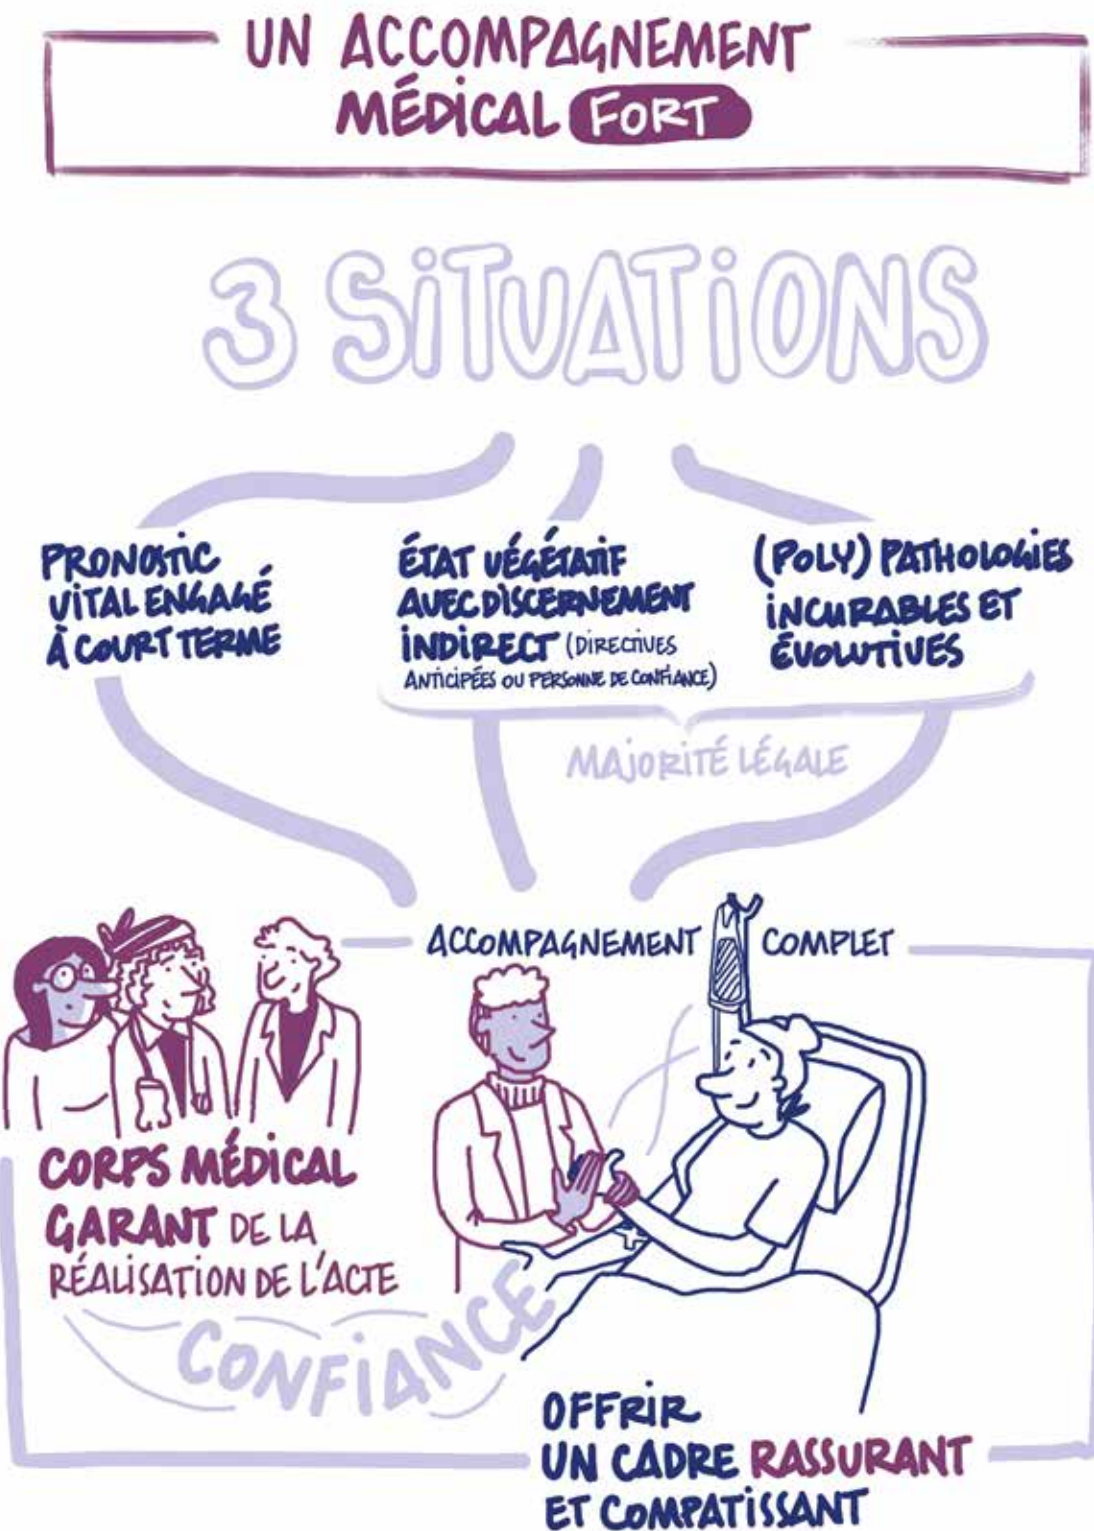 UN ACCOMPAGNEMENT
MÉDICAL FORT
3 SITUATIONS
PRONOSTIC
VITAL ENGAGÉ
À COURT TERME
ÉTAT VÉGÉTATIF
AVEC DISCERNEMENT
INDIRECT (DIRECTIVES
ANTICIPÉES OU PERSONNE DE CONFIANCE)
(POLY) PATHOLOGIES
INCURABLES ET
ÉVOLUTIVES
MAJORITÉ LÉGALE
ACCOMPAGNEMENT COMPLET
CORPS MÉDICAL
GARANT DE LA
RÉALISATION DE L'ACTE
CONFIANCE
OFFRIR
UN CADRE RASSURANT
ET COMPATISSANT